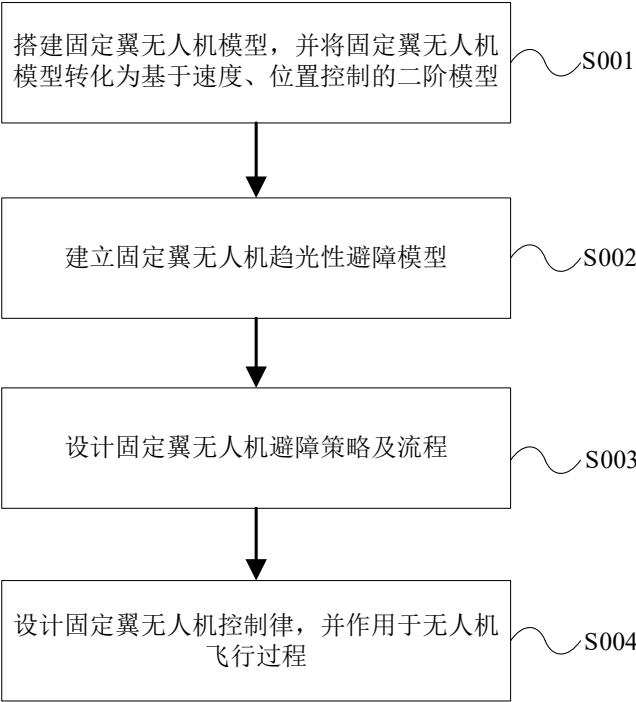 搭建固定翼无人机模型，并将固定翼无人机
模型转化为基于速度、位置控制的二阶模型
S001
建立固定翼无人机趋光性避障模型
S002
设计固定翼无人机避障策略及流程
S003
设计固定翼无人机控制律，并作用于无人机
飞行过程
S004